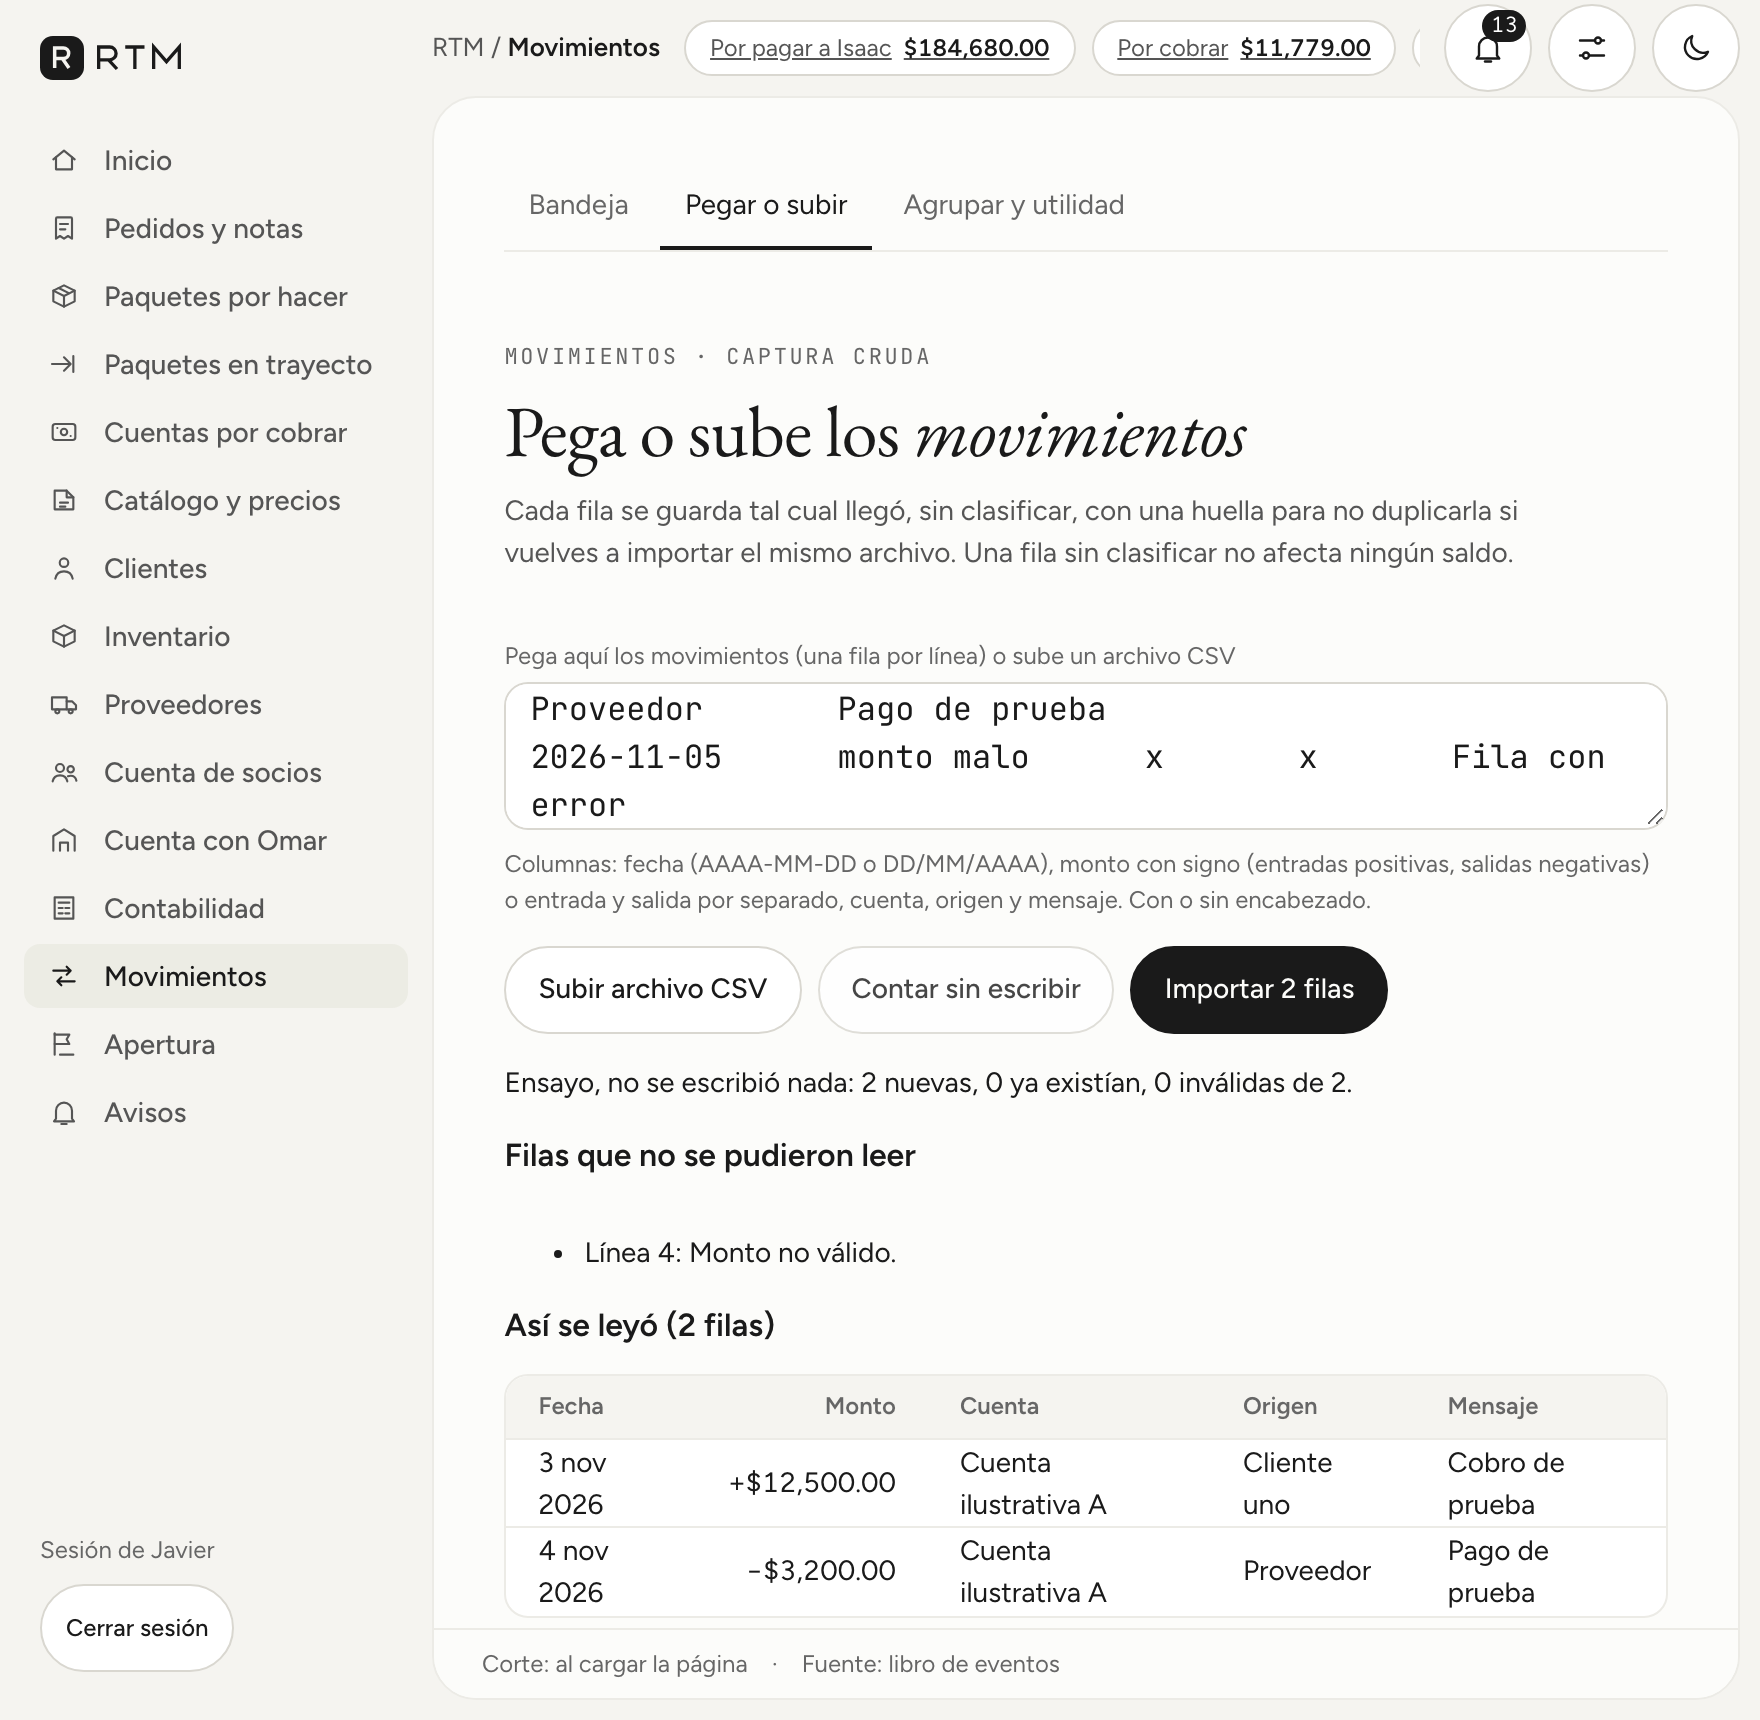 R RTM
Inicio
Pedidos y notas
Paquetes por hacer
Paquetes en trayecto
Cuentas por cobrar
Catálogo y precios
Clientes
Inventario
Proveedores
Cuenta de socios
Cuenta con Omar
Contabilidad
Movimientos
Apertura
Avisos
Sesión de Javier
Cerrar sesión
RTM / Movimientos
Por pagar a Isaac $184,680.00
Por cobrar $11,779.00
13
Bandeja
Pegar o subir
Agrupar y utilidad
MOVIMIENTOS · CAPTURA CRUDA
Pega o sube los movimientos
Cada fila se guarda tal cual llegó, sin clasificar, con una huella para no duplicarla si
vuelves a importar el mismo archivo. Una fila sin clasificar no afecta ningún saldo.
Pega aquí los movimientos (una fila por línea) o sube un archivo CSV
Proveedor Pago de prueba
2026-11-05 monto malo x x Fila con
error
Columnas: fecha (AAAA-MM-DD o DD/MM/AAAA), monto con signo (entradas positivas, salidas negativas)
o entrada y salida por separado, cuenta, origen y mensaje. Con o sin encabezado.
Subir archivo CSV
Contar sin escribir
Importar 2 filas
Ensayo, no se escribió nada: 2 nuevas, 0 ya existían, 0 inválidas de 2.
Filas que no se pudieron leer
• Línea 4: Monto no válido.
Así se leyó (2 filas)
Fecha Monto Cuenta Origen Mensaje
3 nov 2026 +$12,500.00 Cuenta ilustrativa A Cliente uno Cobro de prueba
4 nov 2026 −$3,200.00 Cuenta ilustrativa A Proveedor Pago de prueba
Corte: al cargar la página · Fuente: libro de eventos